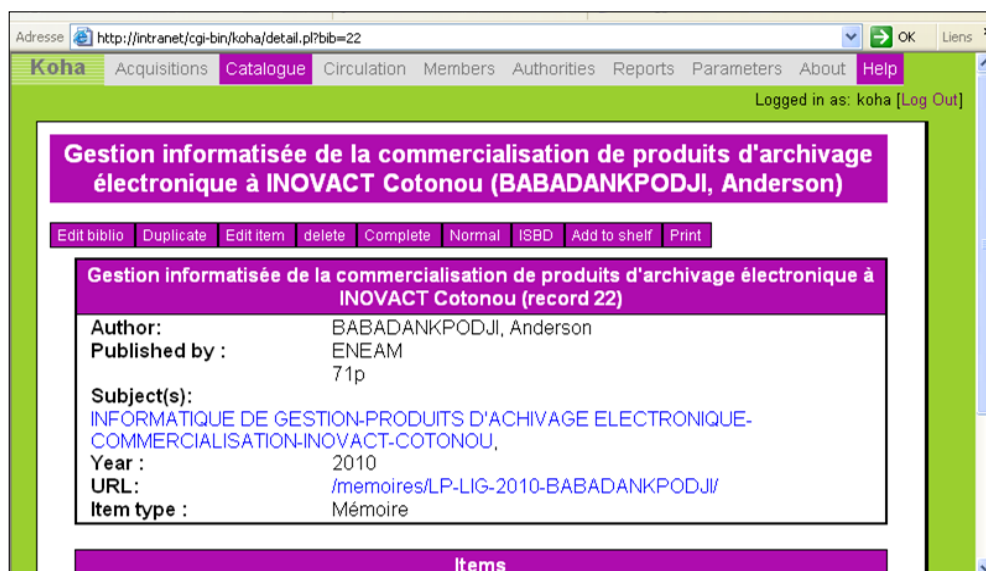 Adresse http://intranet/cgi-bin/koha/detail.pl?bib=22 OK Liens
Koha Acquisitions Catalogue Circulation Members Authorities Reports Parameters About Help
Logged in as: koha [Log Out]
Gestion informatisée de la commercialisation de produits d'archivage
électronique à INOVACT Cotonou (BABADANKPODJI, Anderson)
Edit biblio Duplicate Edit item delete Complete Normal ISBD Add to shelf Print
Gestion informatisée de la commercialisation de produits d'archivage électronique à
INOVACT Cotonou (record 22)
Author: BABADANKPODJI, Anderson
Published by : ENEAM
71p
Subject(s):
INFORMATIQUE DE GESTION-PRODUITS D'ACHIVAGE ELECTRONIQUE-
COMMERCIALISATION-INOVACT-COTONOU,
Year : 2010
URL: /memoires/LP-LIG-2010-BABADANKPODJI/
Item type : Mémoire
Items